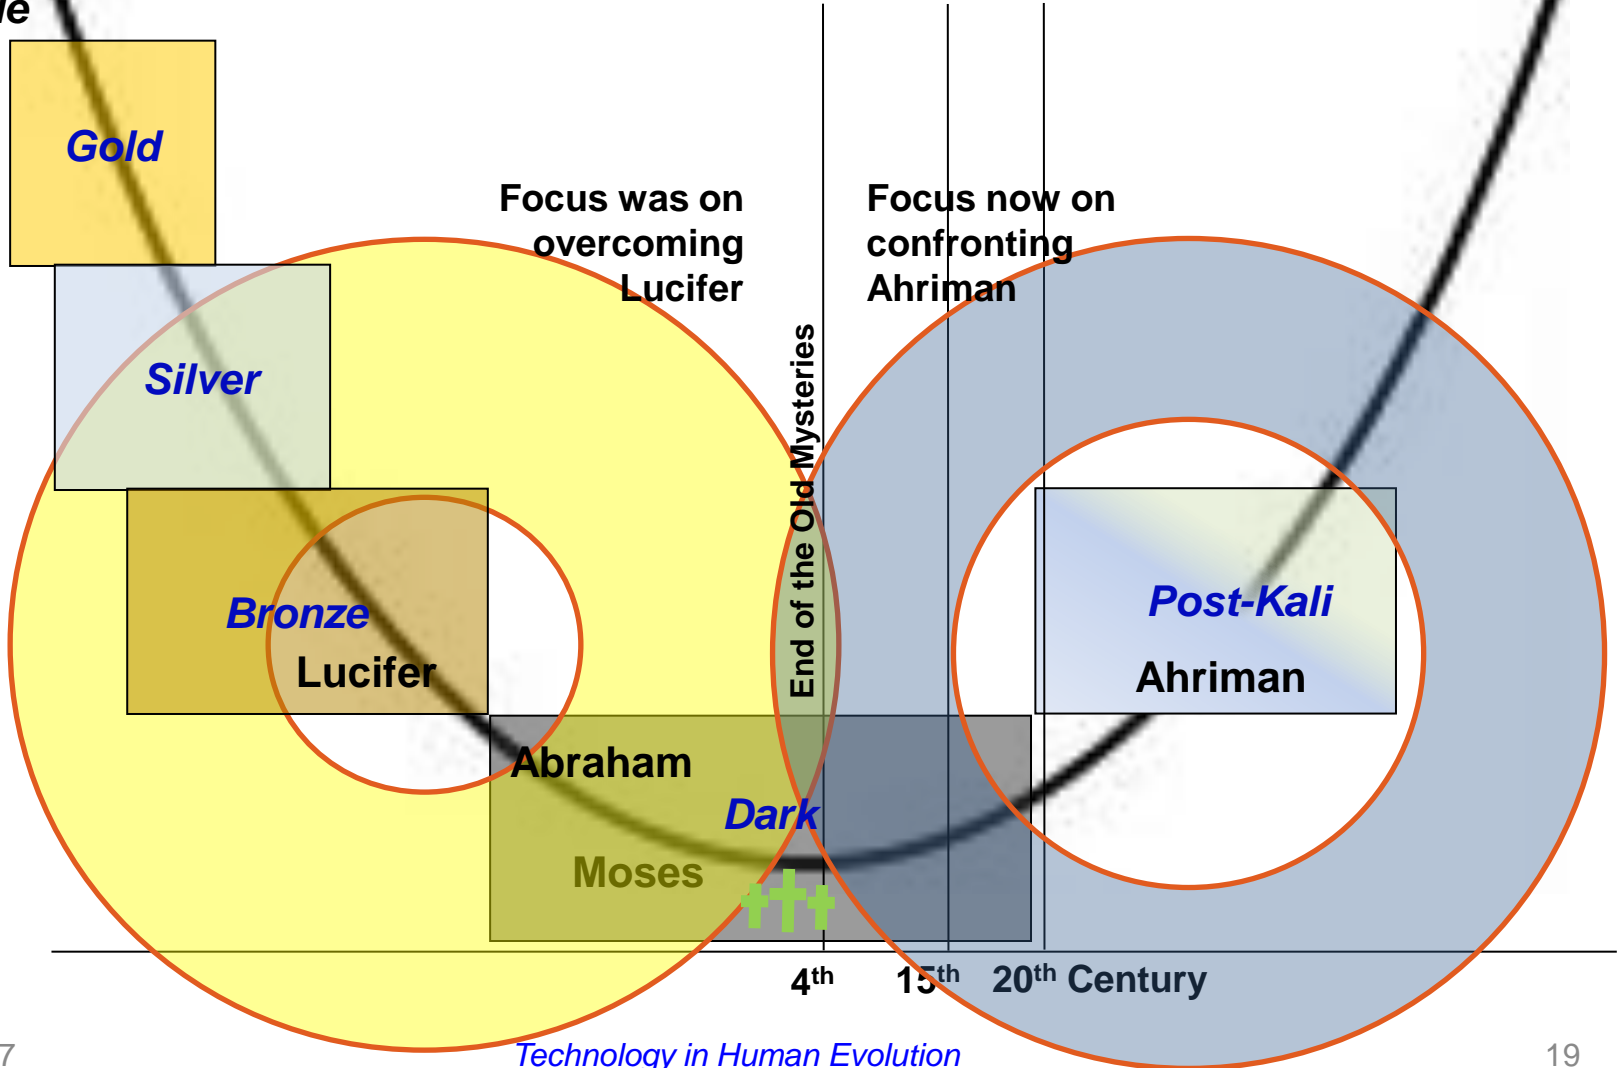 Gold
Focus was on
overcoming
Lucifer
Focus now on
confronting
Ahriman
Silver
End of the Old Mysteries
Bronze
Lucifer
Post-Kali
Ahriman
Abraham
Dark
Moses
4th
15th
20th Century
7
Technology in Human Evolution
19